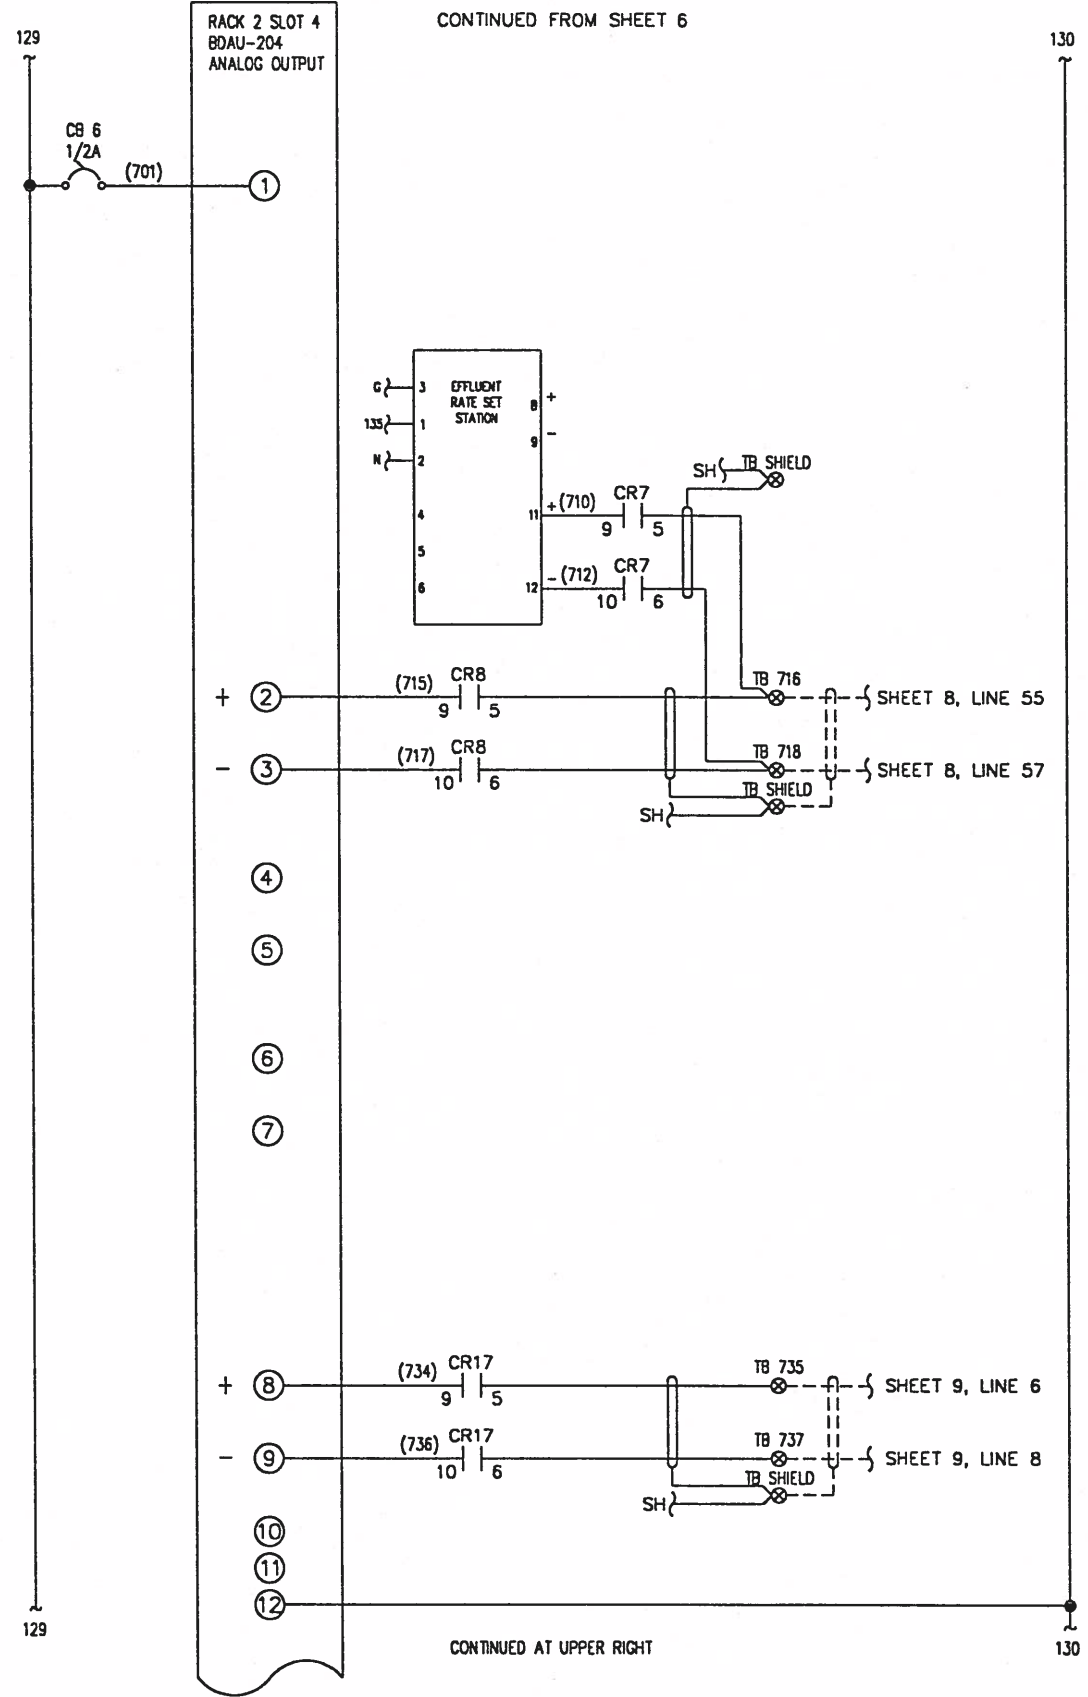 RACK 2 SLOT 4
BDAU-204
ANALOG OUTPUT
CONTINUED FROM SHEET 6
129
130
CB 6
1/2A
(701)
1
G 3 EFFLUENT
RATE SET
STATION
8 +
135 1
9 -
N 2
SH TB SHIELD
4 11 + (710) CR7
9 5
5
6 12 - (712) CR7
10 6
+ 2 (715) CR8 TB 716
9 5
SHEET 8, LINE 55
- 3 (717) CR8 TB 718
10 6
SHEET 8, LINE 57
TB SHIELD
SH
4
5
6
7
+ 8 (734) CR17 TB 735
9 5
SHEET 9, LINE 6
- 9 (736) CR17 TB 737
10 6
SHEET 9, LINE 8
TB SHIELD
SH
10
11
12
129
CONTINUED AT UPPER RIGHT
130